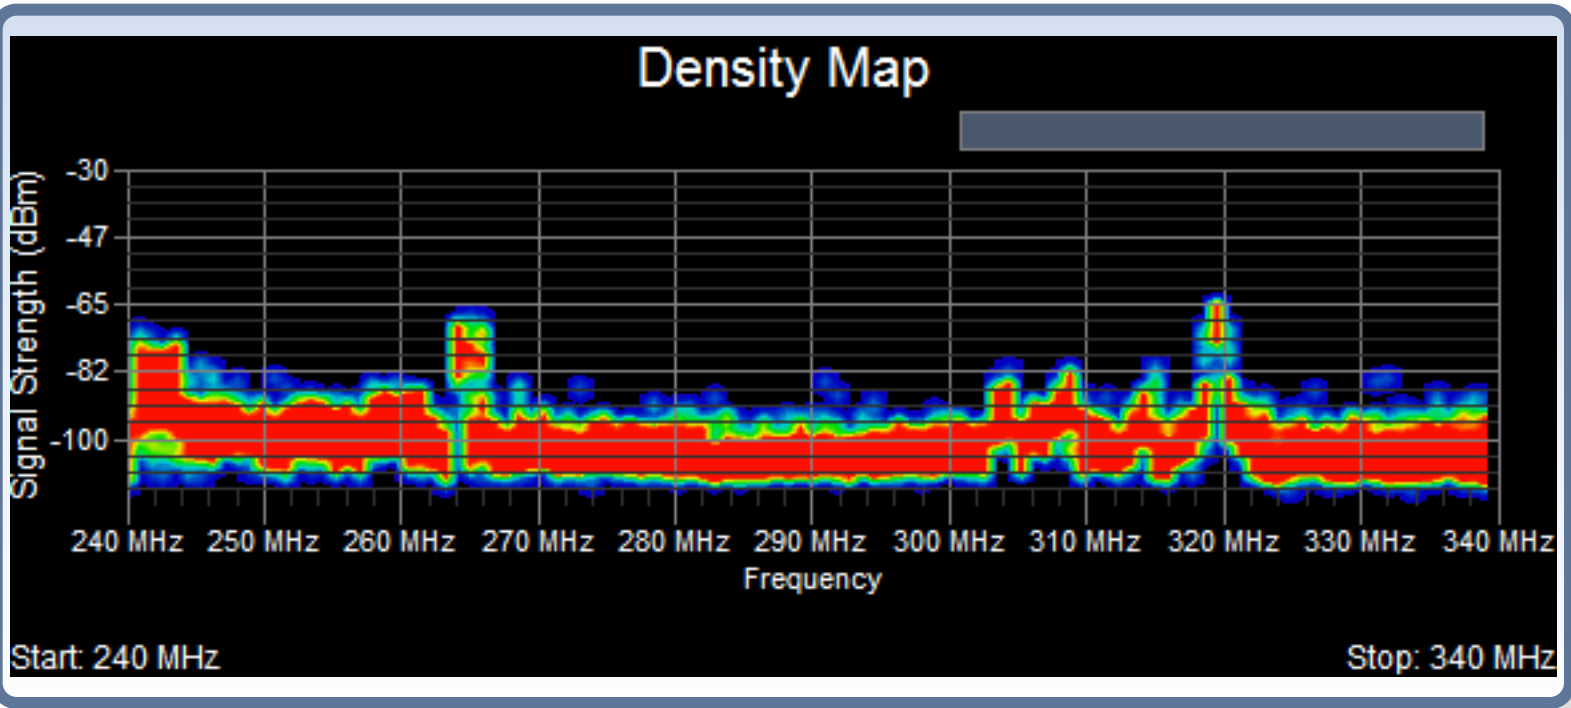 Density Map
Signal Strength (dBm)
-30
-47
-65
-82
-100
240 MHz 250 MHz 260 MHz 270 MHz 280 MHz 290 MHz 300 MHz 310 MHz 320 MHz 330 MHz 340 MHz
Frequency
Start: 240 MHz Stop: 340 MHz